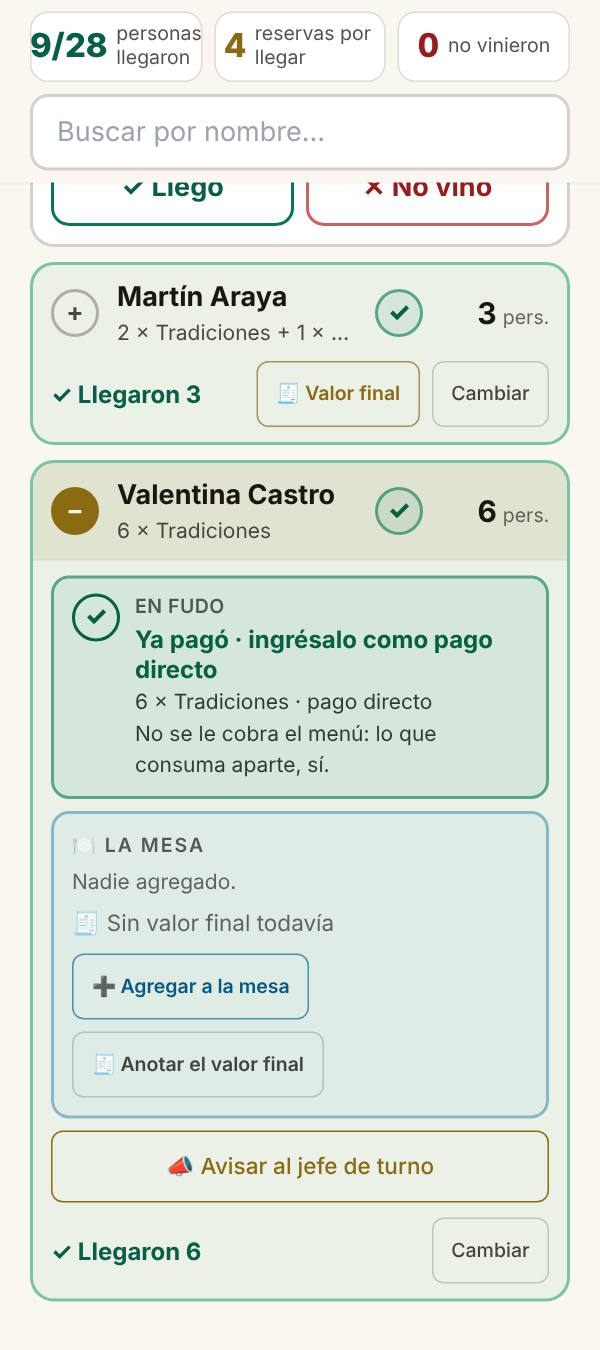 9/28 personas llegaron
4 reservas por llegar
0 no vinieron
Buscar por nombre...
✓ Llegó
✕ No vino
+ Martín Araya ✓ 3 pers.
2 × Tradiciones + 1 × ...
✓ Llegaron 3
🧾 Valor final
Cambiar
− Valentina Castro ✓ 6 pers.
6 × Tradiciones
✓ EN FUDO
Ya pagó · ingrésalo como pago
directo
6 × Tradiciones · pago directo
No se le cobra el menú: lo que
consuma aparte, sí.
🍽️ LA MESA
Nadie agregado.
🧾 Sin valor final todavía
➕ Agregar a la mesa
🧾 Anotar el valor final
📣 Avisar al jefe de turno
✓ Llegaron 6
Cambiar